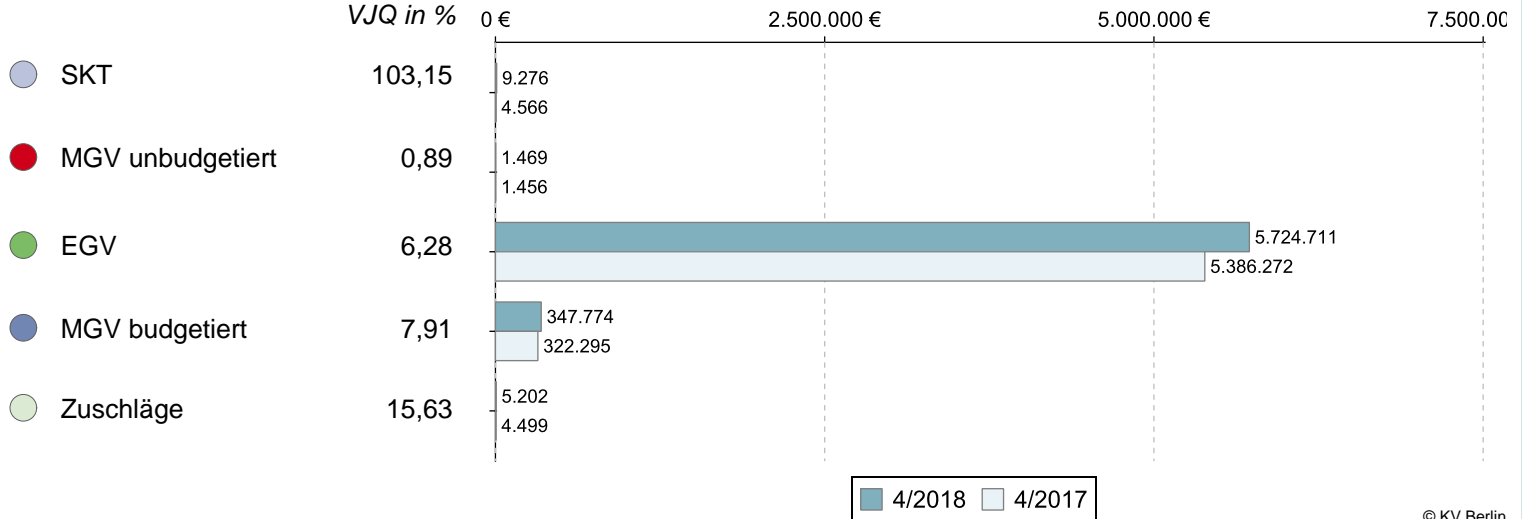 VJQ in % 0 € 2.500.000 € 5.000.000 € 7.500.00
SKT 103,15 9.276
4.566
MGV unbudgetiert 0,89 1.469
1.456
EGV 6,28 5.724.711
5.386.272
MGV budgetiert 7,91 347.774
322.295
Zuschläge 15,63 5.202
4.499
4/2018 4/2017
© KV Berlin